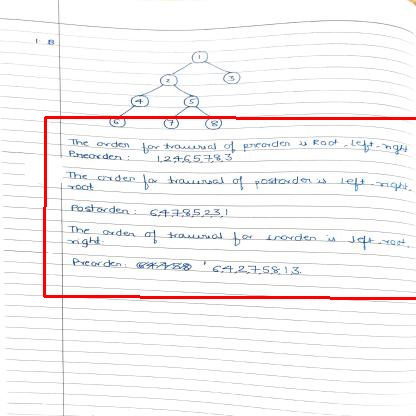 1. B
1
2 3
4 5
6 7 8
The order for traversal of preorder is Root-left-right
Preorder: 1,2,4,6,5,7,8,3
The order for traversal of postorder is left-right-
root
Postorder: 6,4,7,8,5,2,3,1
The order of traversal for inorder is left-root-
right.
Preorder: 6,4,2,7,5,8,1,3.